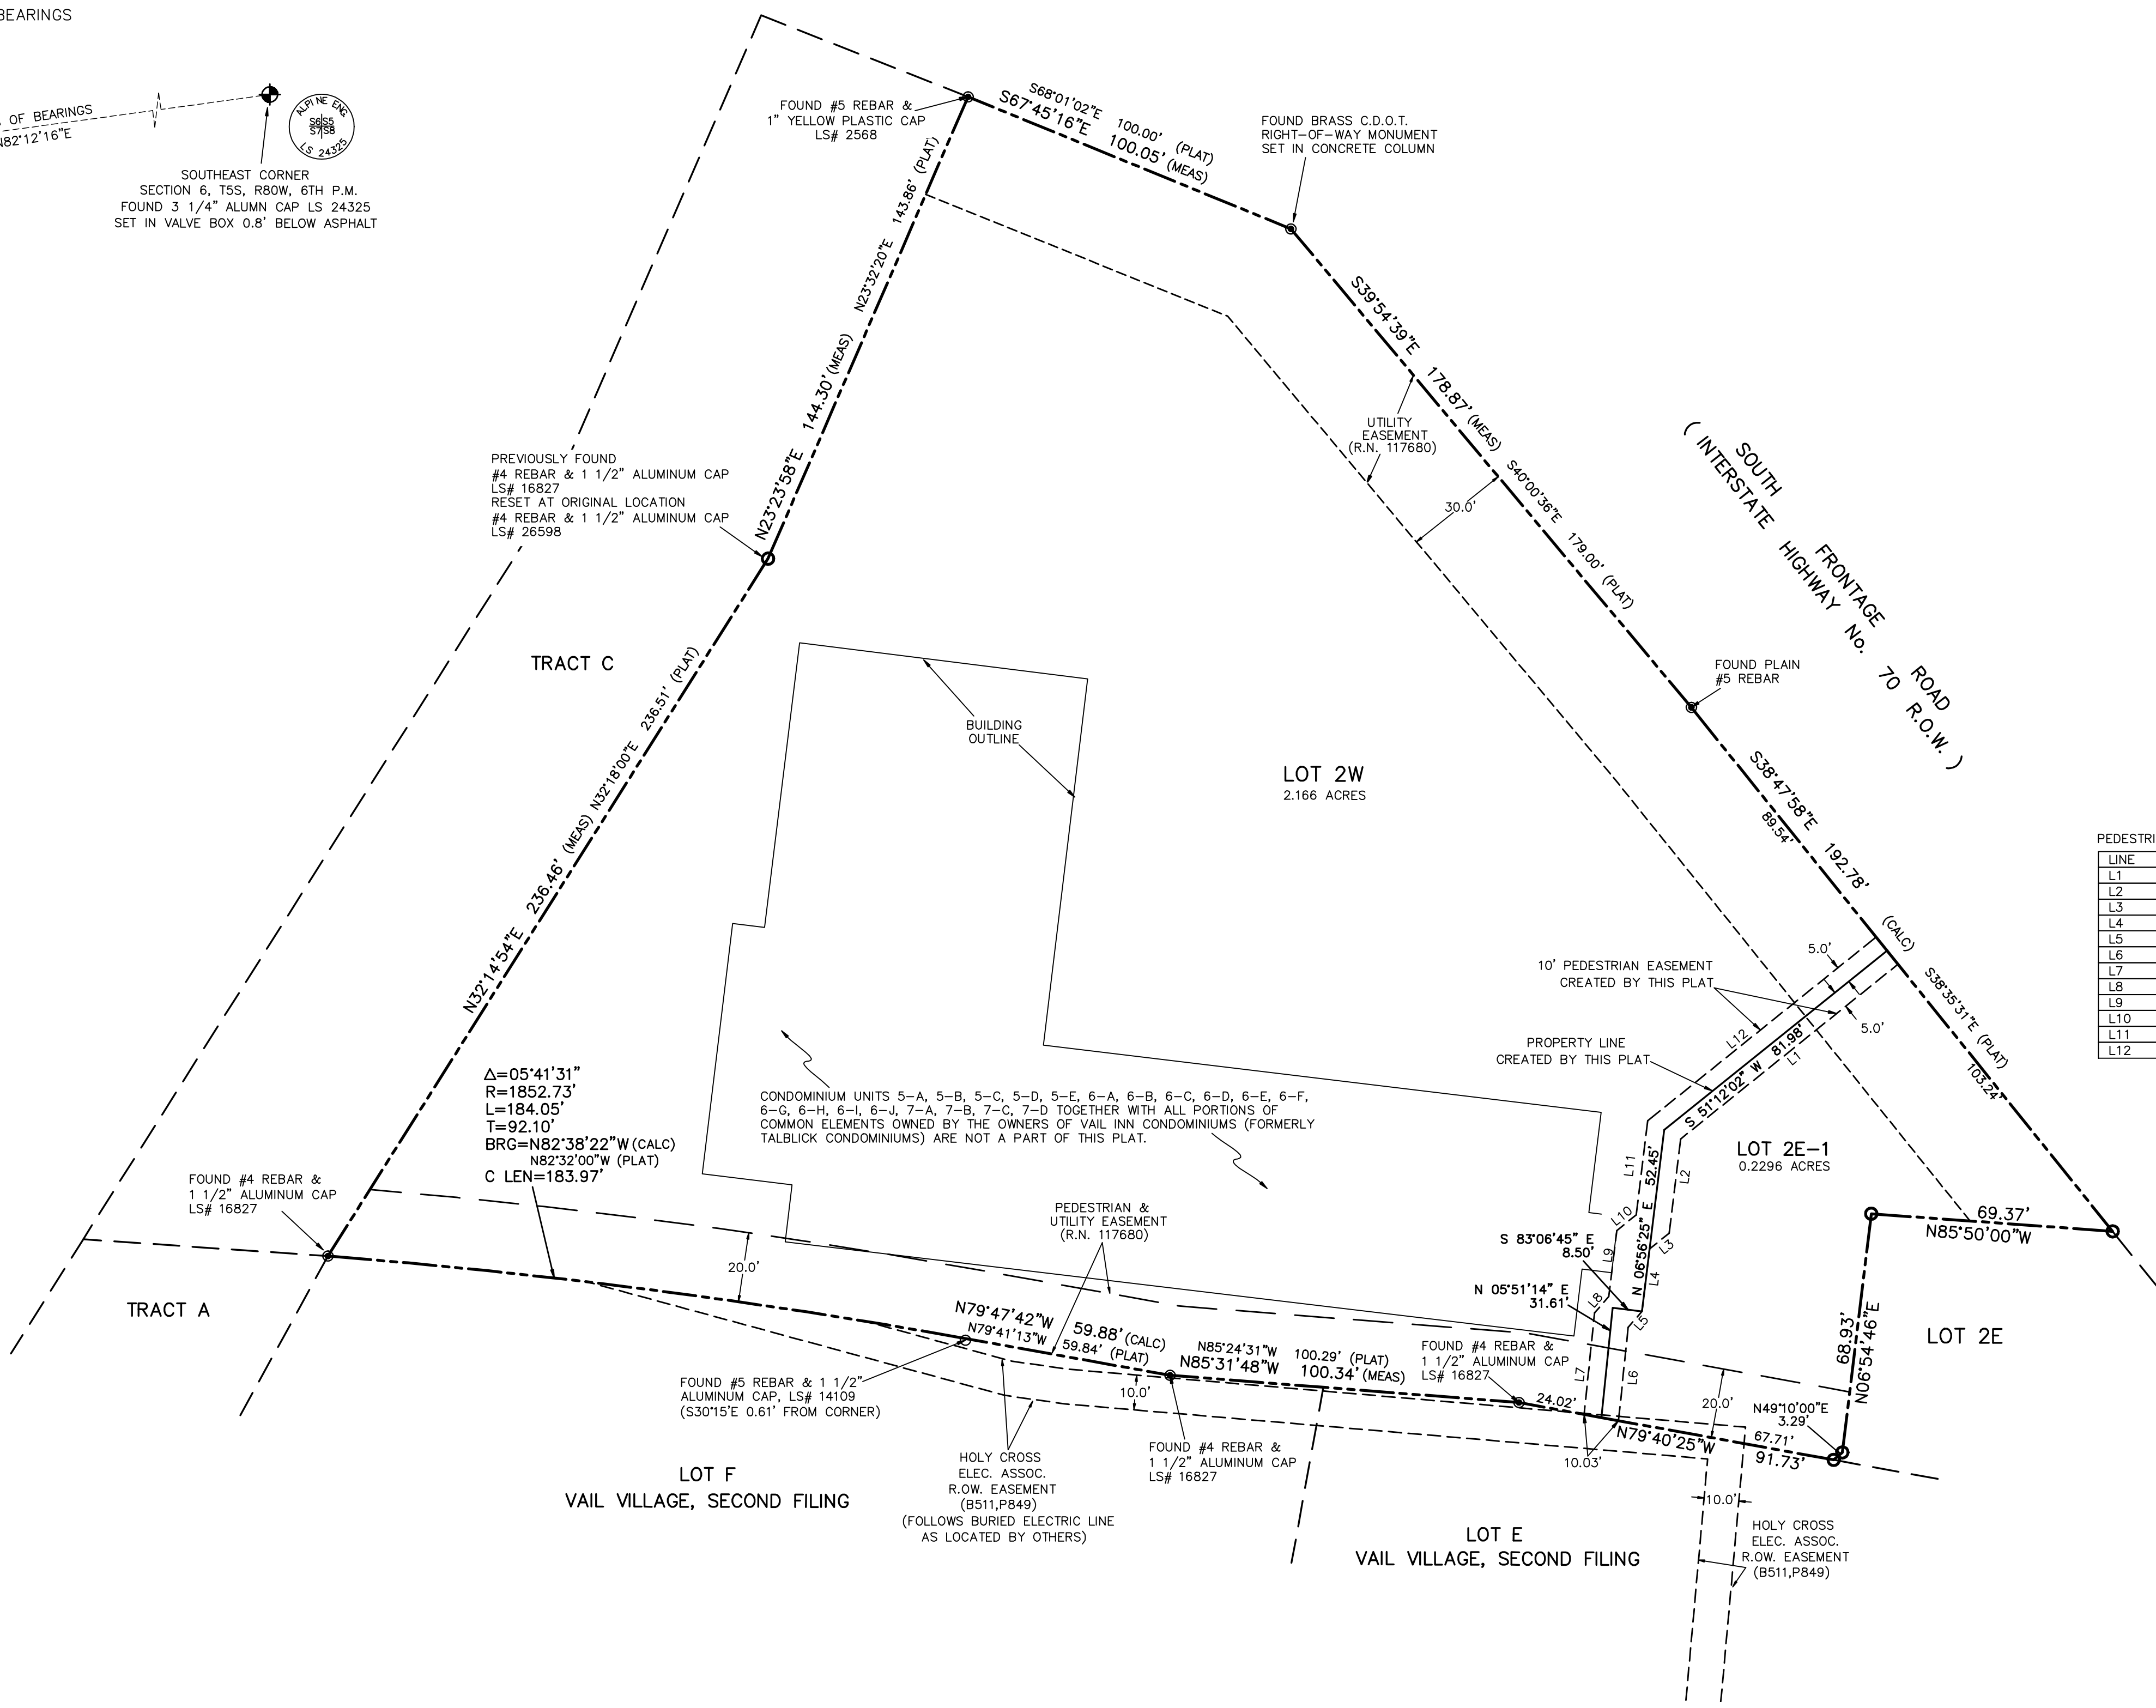 BEARINGS
OF BEARINGS
N82°12'16"E
ALPINE ENG.
S6|S5
S7|S8
LS 24325
SOUTHEAST CORNER
SECTION 6, T5S, R80W, 6TH P.M.
FOUND 3 1/4" ALUMN CAP LS 24325
SET IN VALVE BOX 0.8' BELOW ASPHALT
FOUND #5 REBAR &
1" YELLOW PLASTIC CAP
LS# 2568
S68°01'02"E 100.00' (PLAT)
S67°45'16"E 100.05' (MEAS)
FOUND BRASS C.D.O.T.
RIGHT-OF-WAY MONUMENT
SET IN CONCRETE COLUMN
N23°32'20"E 143.86' (PLAT)
N23°23'58"E 144.30' (MEAS)
S39°54'39"E 178.87' (MEAS)
S40°00'36"E 179.00' (PLAT)
UTILITY
EASEMENT
(R.N. 117680)
30.0'
SOUTH FRONTAGE ROAD
( INTERSTATE HIGHWAY No. 70 R.O.W. )
PREVIOUSLY FOUND
#4 REBAR & 1 1/2" ALUMINUM CAP
LS# 16827
RESET AT ORIGINAL LOCATION
#4 REBAR & 1 1/2" ALUMINUM CAP
LS# 26598
TRACT C
N32°18'00"E 236.51' (PLAT)
N32°14'54"E 236.46' (MEAS)
BUILDING
OUTLINE
LOT 2W
2.166 ACRES
FOUND PLAIN
#5 REBAR
S38°47'58"E 192.78' (CALC)
89.54'
S38°35'31"E (PLAT)
103.24'
PEDESTRI
LINE
L1
L2
L3
L4
L5
L6
L7
L8
L9
L10
L11
L12
10' PEDESTRIAN EASEMENT
CREATED BY THIS PLAT
5.0'
5.0'
PROPERTY LINE
CREATED BY THIS PLAT
L12
S 51°12'02" W 81.98'
L1
LOT 2E-1
0.2296 ACRES
Δ=05°41'31"
R=1852.73'
L=184.05'
T=92.10'
BRG=N82°38'22"W (CALC)
N82°32'00"W (PLAT)
C LEN=183.97'
CONDOMINIUM UNITS 5-A, 5-B, 5-C, 5-D, 5-E, 6-A, 6-B, 6-C, 6-D, 6-E, 6-F,
6-G, 6-H, 6-I, 6-J, 7-A, 7-B, 7-C, 7-D TOGETHER WITH ALL PORTIONS OF
COMMON ELEMENTS OWNED BY THE OWNERS OF VAIL INN CONDOMINIUMS (FORMERLY
TALBLICK CONDOMINIUMS) ARE NOT A PART OF THIS PLAT.
FOUND #4 REBAR &
1 1/2" ALUMINUM CAP
LS# 16827
PEDESTRIAN &
UTILITY EASEMENT
(R.N. 117680)
L11
N 06°56'25" E 52.45'
L2
L10
L3
L9
L4
S 83°06'45" E
8.50'
N 05°51'14" E
31.61'
L8
L5
L7
L6
69.37'
N85°50'00"W
68.93'
N06°54'46"E
LOT 2E
TRACT A
20.0'
N79°47'42"W 59.88' (CALC)
N79°41'13"W 59.84' (PLAT)
N85°24'31"W 100.29' (PLAT)
N85°31'48"W 100.34' (MEAS)
FOUND #4 REBAR &
1 1/2" ALUMINUM CAP
LS# 16827
24.02'
10.03'
20.0'
N49°10'00"E
3.29'
67.71'
N79°40'25"W 91.73'
FOUND #5 REBAR & 1 1/2"
ALUMINUM CAP, LS# 14109
(S30°15'E 0.61' FROM CORNER)
10.0'
FOUND #4 REBAR &
1 1/2" ALUMINUM CAP
LS# 16827
HOLY CROSS
ELEC. ASSOC.
R.OW. EASEMENT
(B511,P849)
(FOLLOWS BURIED ELECTRIC LINE
AS LOCATED BY OTHERS)
LOT F
VAIL VILLAGE, SECOND FILING
LOT E
VAIL VILLAGE, SECOND FILING
10.0'
HOLY CROSS
ELEC. ASSOC.
R.OW. EASEMENT
(B511,P849)